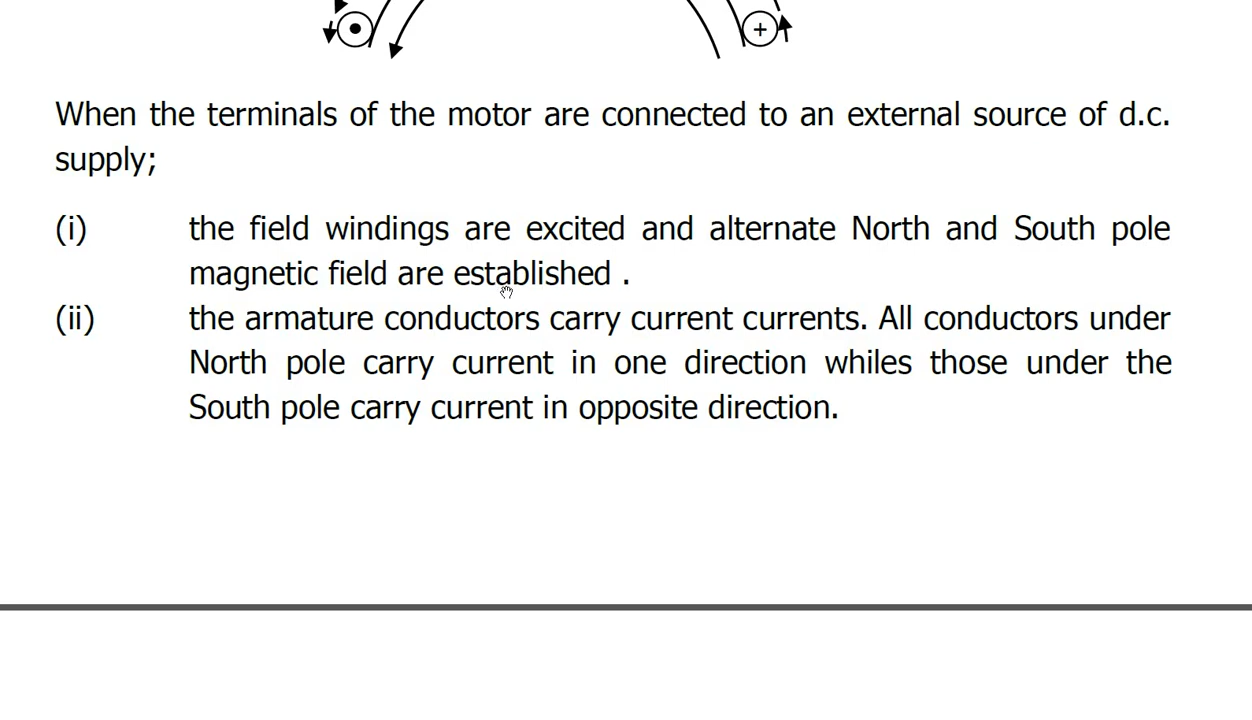 When the terminals of the motor are connected to an external source of d.c.
supply;
(i) the field windings are excited and alternate North and South pole
magnetic field are established .
(ii) the armature conductors carry current currents. All conductors under
North pole carry current in one direction whiles those under the
South pole carry current in opposite direction.